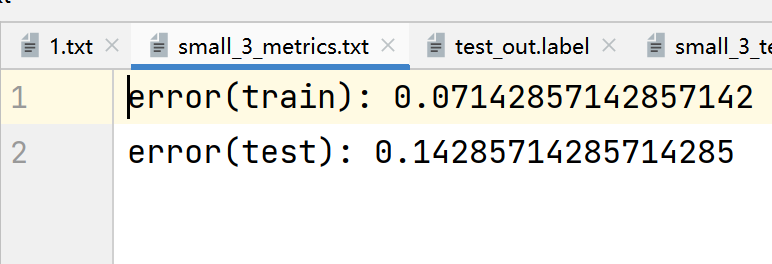 1.txt small_3_metrics.txt test_out.label small_3_te
1 error(train): 0.07142857142857142
2 error(test): 0.14285714285714285